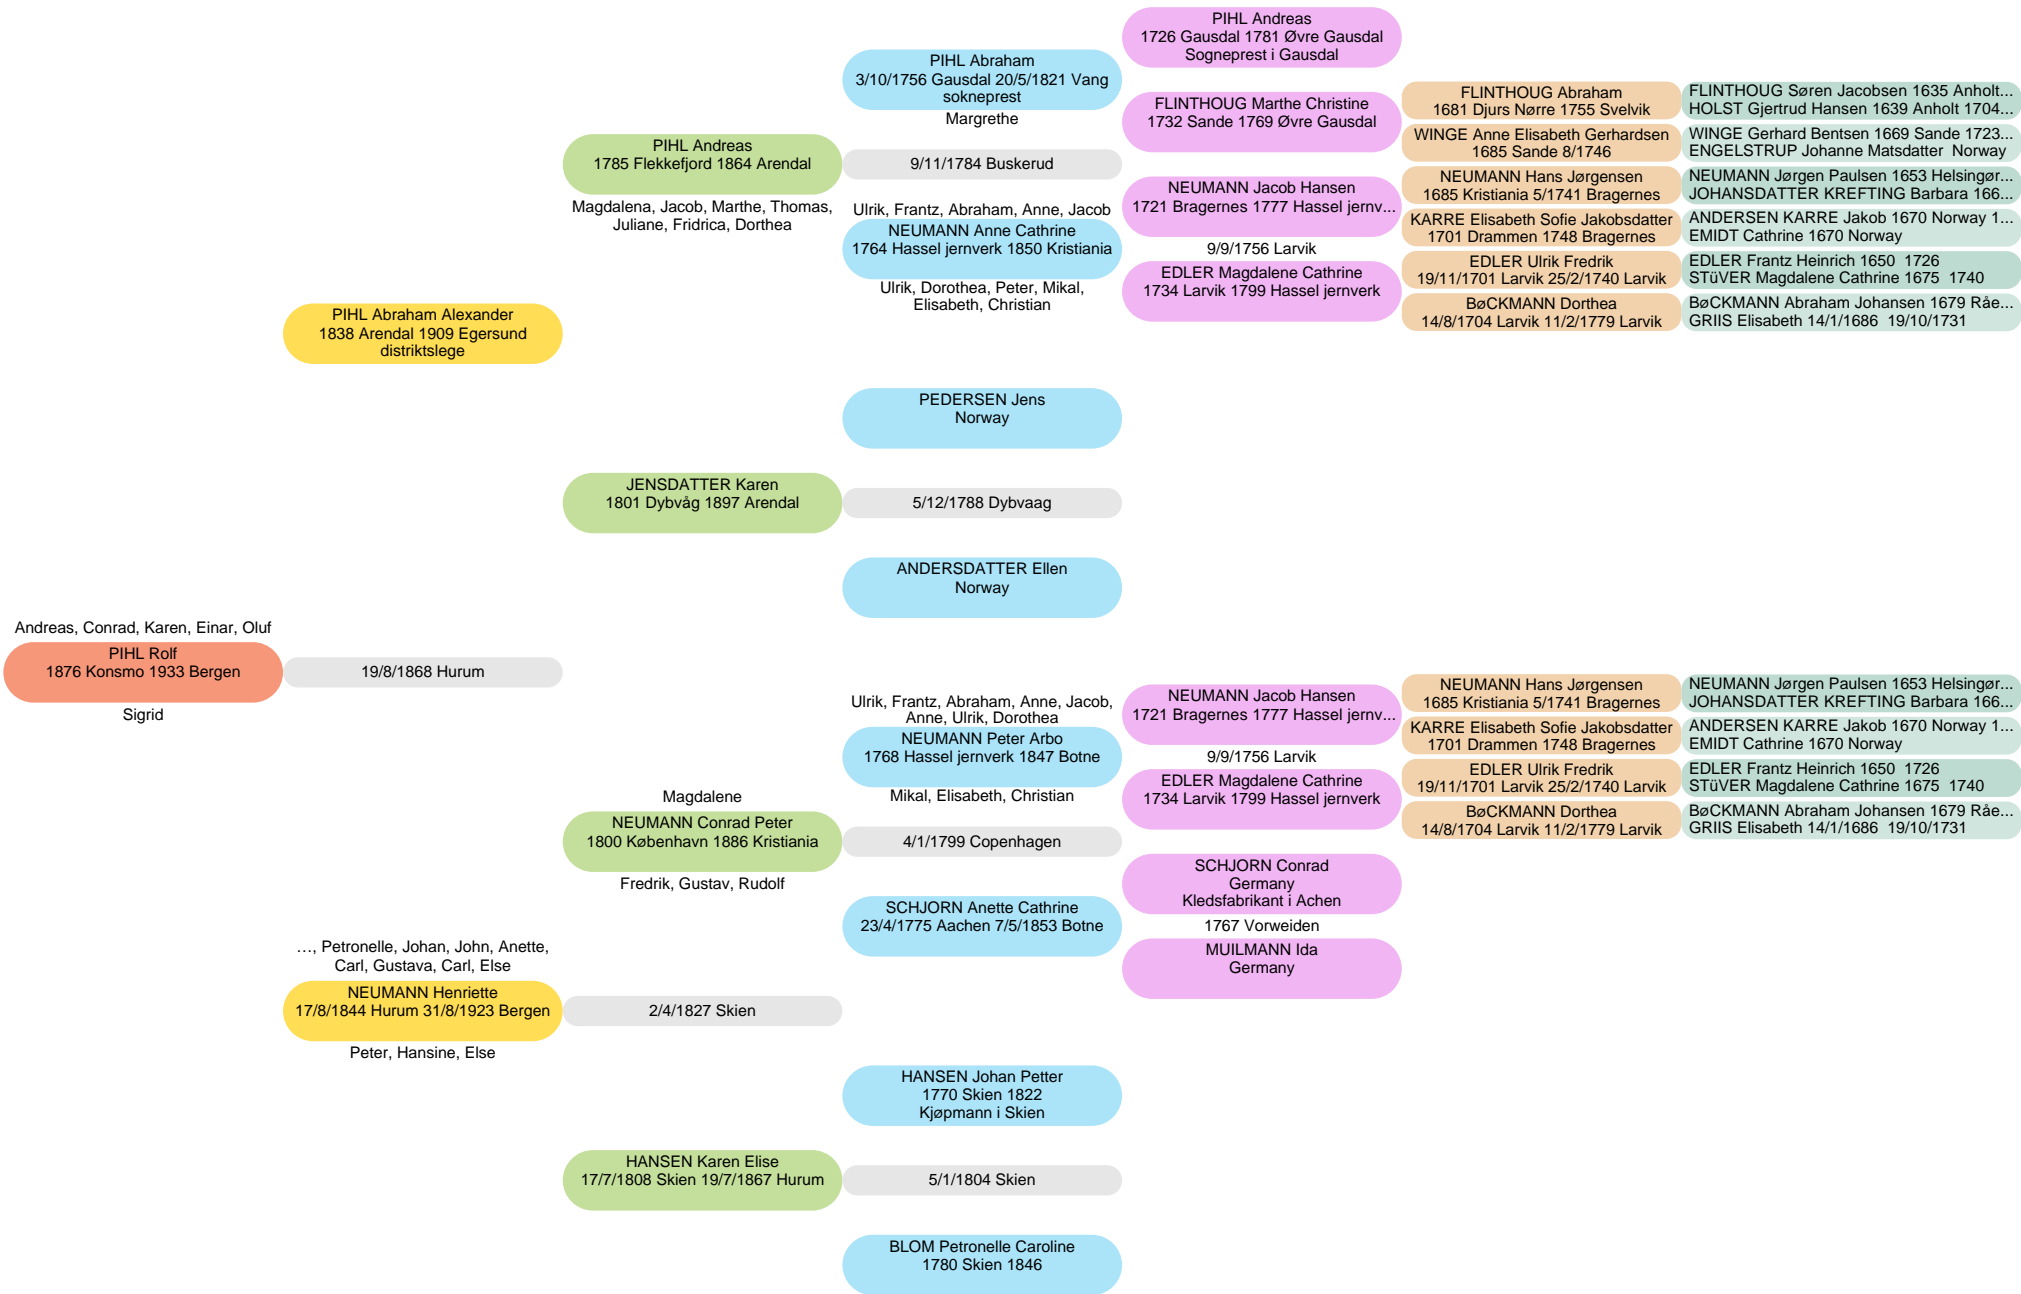 Andreas, Conrad, Karen, Einar, Oluf
PIHL Rolf
1876 Konsmo 1933 Bergen
Sigrid
PIHL Abraham Alexander
1838 Arendal 1909 Egersund
distriktslege
19/8/1868 Hurum
…, Petronelle, Johan, John, Anette,
Carl, Gustava, Carl, Else
NEUMANN Henriette
17/8/1844 Hurum 31/8/1923 Bergen
Peter, Hansine, Else
PIHL Andreas
1785 Flekkefjord 1864 Arendal
Magdalena, Jacob, Marthe, Thomas,
Juliane, Fridrica, Dorthea
JENSDATTER Karen
1801 Dybvåg 1897 Arendal
Magdalene
NEUMANN Conrad Peter
1800 København 1886 Kristiania
Fredrik, Gustav, Rudolf
2/4/1827 Skien
HANSEN Karen Elise
17/7/1808 Skien 19/7/1867 Hurum
PIHL Abraham
3/10/1756 Gausdal 20/5/1821 Vang
sokneprest
Margrethe
9/11/1784 Buskerud
Ulrik, Frantz, Abraham, Anne, Jacob
NEUMANN Anne Cathrine
1764 Hassel jernverk 1850 Kristiania
Ulrik, Dorothea, Peter, Mikal,
Elisabeth, Christian
PEDERSEN Jens
Norway
5/12/1788 Dybvaag
ANDERSDATTER Ellen
Norway
Ulrik, Frantz, Abraham, Anne, Jacob,
Anne, Ulrik, Dorothea
NEUMANN Peter Arbo
1768 Hassel jernverk 1847 Botne
Mikal, Elisabeth, Christian
4/1/1799 Copenhagen
SCHJORN Anette Cathrine
23/4/1775 Aachen 7/5/1853 Botne
HANSEN Johan Petter
1770 Skien 1822
Kjøpmann i Skien
5/1/1804 Skien
BLOM Petronelle Caroline
1780 Skien 1846
PIHL Andreas
1726 Gausdal 1781 Øvre Gausdal
Sogneprest i Gausdal
FLINTHOUG Marthe Christine
1732 Sande 1769 Øvre Gausdal
NEUMANN Jacob Hansen
1721 Bragernes 1777 Hassel jernv...
9/9/1756 Larvik
EDLER Magdalene Cathrine
1734 Larvik 1799 Hassel jernverk
NEUMANN Jacob Hansen
1721 Bragernes 1777 Hassel jernv...
9/9/1756 Larvik
EDLER Magdalene Cathrine
1734 Larvik 1799 Hassel jernverk
SCHJORN Conrad
Germany
Kledsfabrikant i Achen
1767 Vorweiden
MUILMANN Ida
Germany
FLINTHOUG Abraham
1681 Djurs Nørre 1755 Svelvik
WINGE Anne Elisabeth Gerhardsen
1685 Sande 8/1746
NEUMANN Hans Jørgensen
1685 Kristiania 5/1741 Bragernes
KARRE Elisabeth Sofie Jakobsdatter
1701 Drammen 1748 Bragernes
EDLER Ulrik Fredrik
19/11/1701 Larvik 25/2/1740 Larvik
BøCKMANN Dorthea
14/8/1704 Larvik 11/2/1779 Larvik
NEUMANN Hans Jørgensen
1685 Kristiania 5/1741 Bragernes
KARRE Elisabeth Sofie Jakobsdatter
1701 Drammen 1748 Bragernes
EDLER Ulrik Fredrik
19/11/1701 Larvik 25/2/1740 Larvik
BøCKMANN Dorthea
14/8/1704 Larvik 11/2/1779 Larvik
FLINTHOUG Søren Jacobsen 1635 Anholt...
HOLST Gjertrud Hansen 1639 Anholt 1704...
WINGE Gerhard Bentsen 1669 Sande 1723...
ENGELSTRUP Johanne Matsdatter Norway
NEUMANN Jørgen Paulsen 1653 Helsingør...
JOHANSDATTER KREFTING Barbara 166...
ANDERSEN KARRE Jakob 1670 Norway 1...
EMIDT Cathrine 1670 Norway
EDLER Frantz Heinrich 1650 1726
STüVER Magdalene Cathrine 1675 1740
BøCKMANN Abraham Johansen 1679 Råe...
GRIIS Elisabeth 14/1/1686 19/10/1731
NEUMANN Jørgen Paulsen 1653 Helsingør...
JOHANSDATTER KREFTING Barbara 166...
ANDERSEN KARRE Jakob 1670 Norway 1...
EMIDT Cathrine 1670 Norway
EDLER Frantz Heinrich 1650 1726
STüVER Magdalene Cathrine 1675 1740
BøCKMANN Abraham Johansen 1679 Råe...
GRIIS Elisabeth 14/1/1686 19/10/1731